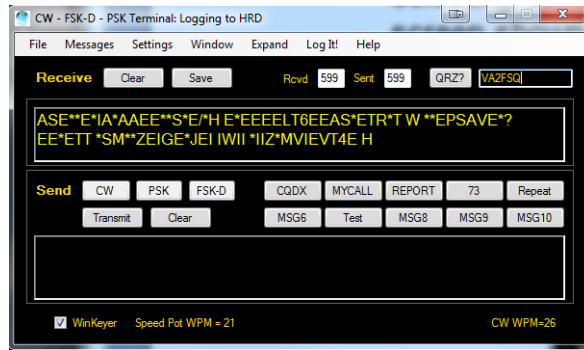 CW - FSK-D - PSK Terminal: Logging to HRD
File Messages Settings Window Expand Log It! Help
Receive Clear Save Rcvd 599 Sent 599 QRZ? VA2FSQ
ASE**E*IA*AAEE**S*E/*H E*EEEELT6EEAS*ETR*T W **EPSAVE*?
EE*ETT *SM**ZEIGE*JEI IWII *IIZ*MVIEVT4E H
Send CW PSK FSK-D CQDX MYCALL REPORT 73 Repeat
Transmit Clear MSG6 Test MSG8 MSG9 MSG10
WinKeyer Speed Pot WPM = 21 CW WPM=26